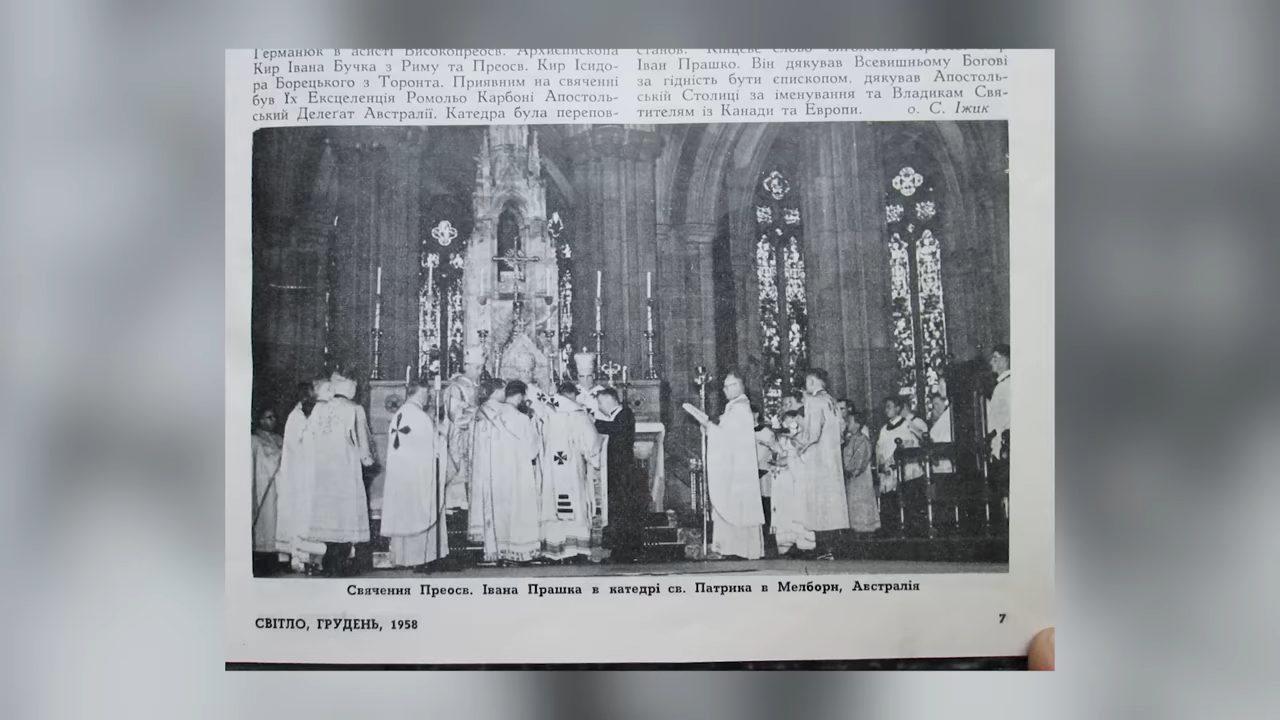 Германюк в асисті Високопреосв. Архиєпископа
Кир Івана Бучка з Риму та Преосв. Кир Ісидо-
ра Борецького з Торонта. Приявним на свяченні
був Їх Ексцеленція Ромольо Карбоні Апостоль-
ський Делегат Австралії. Катедра була перепов-
станов. Кінцеве слово виголосив
Іван Прашко. Він дякував Всевишньому Богові
за гідність бути єпископом, дякував Апостоль-
ській Столиці за іменування та Владикам Свя-
тителям із Канади та Европи. о. С. Їжик
Свячення Преосв. Івана Прашка в катедрі св. Патрика в Мелборн, Австралія
СВІТЛО, ГРУДЕНЬ, 1958
7